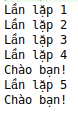 Lần lặp 1
Lần lặp 2
Lần lặp 3
Lần lặp 4
Chào bạn!
Lần lặp 5
Chào bạn!